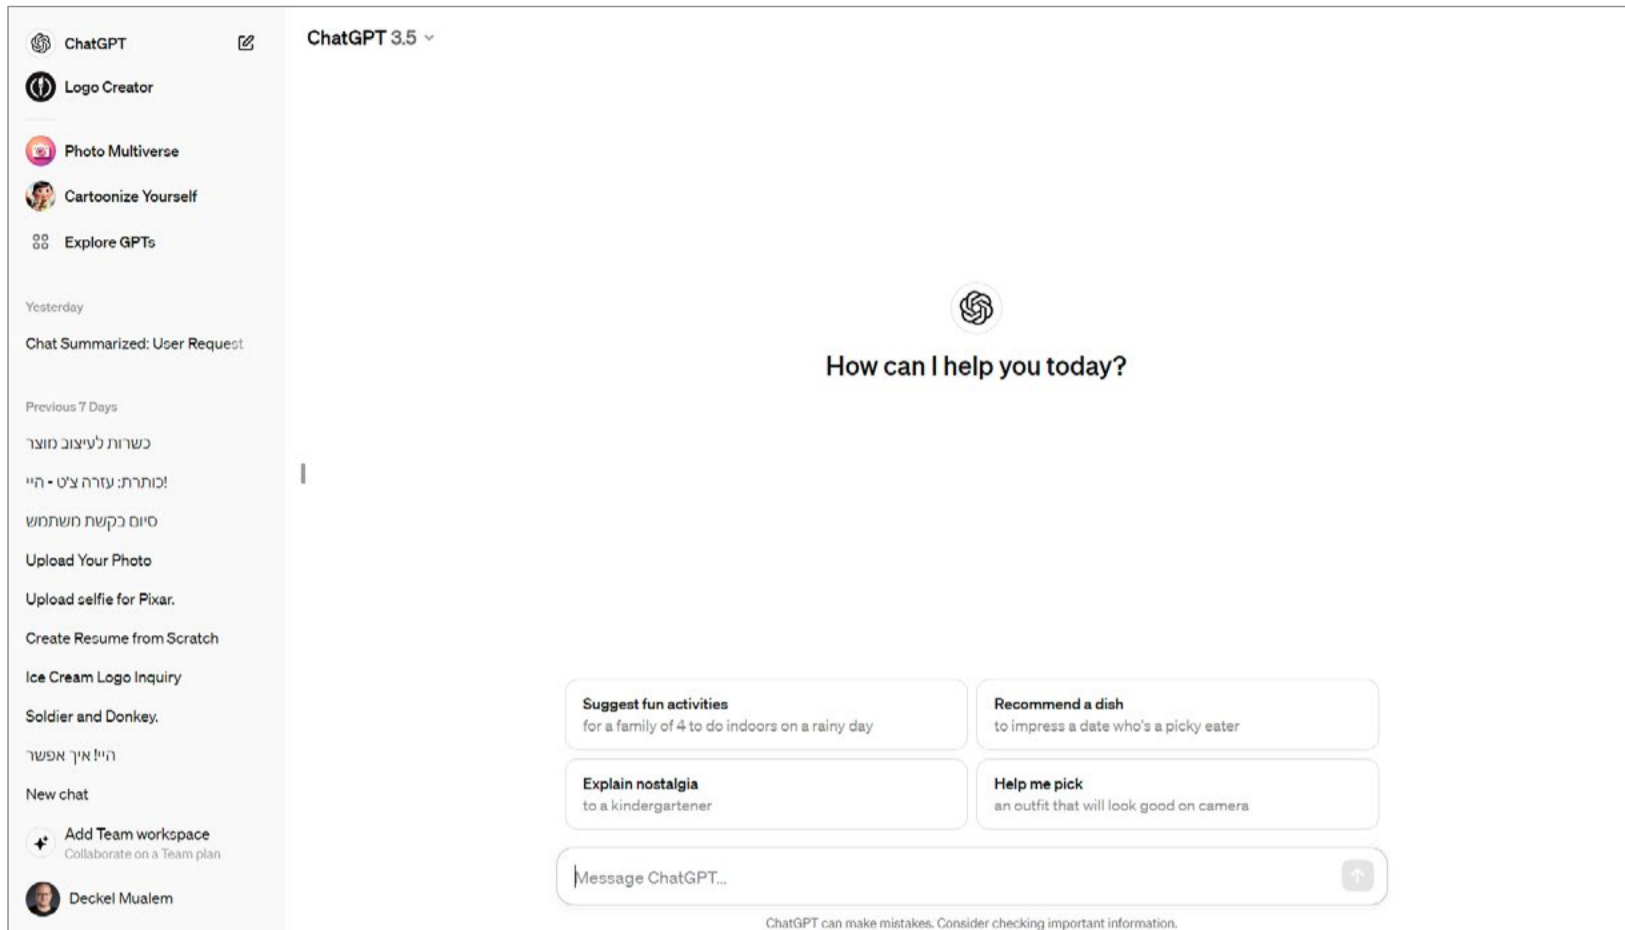 ChatGPT
Logo Creator
Photo Multiverse
Cartoonize Yourself
Explore GPTs
Yesterday
Chat Summarized: User Request
Previous 7 Days
כשרות לעיצוב מוצר
כותרת: עזרה צ'ט - היי!
סיום בקשת משתמש
Upload Your Photo
Upload selfie for Pixar.
Create Resume from Scratch
Ice Cream Logo Inquiry
Soldier and Donkey.
היי! איך אפשר
New chat
Add Team workspace
Collaborate on a Team plan
Deckel Mualem
ChatGPT 3.5
How can I help you today?
Suggest fun activities
for a family of 4 to do indoors on a rainy day
Recommend a dish
to impress a date who's a picky eater
Explain nostalgia
to a kindergartener
Help me pick
an outfit that will look good on camera
Message ChatGPT...
ChatGPT can make mistakes. Consider checking important information.